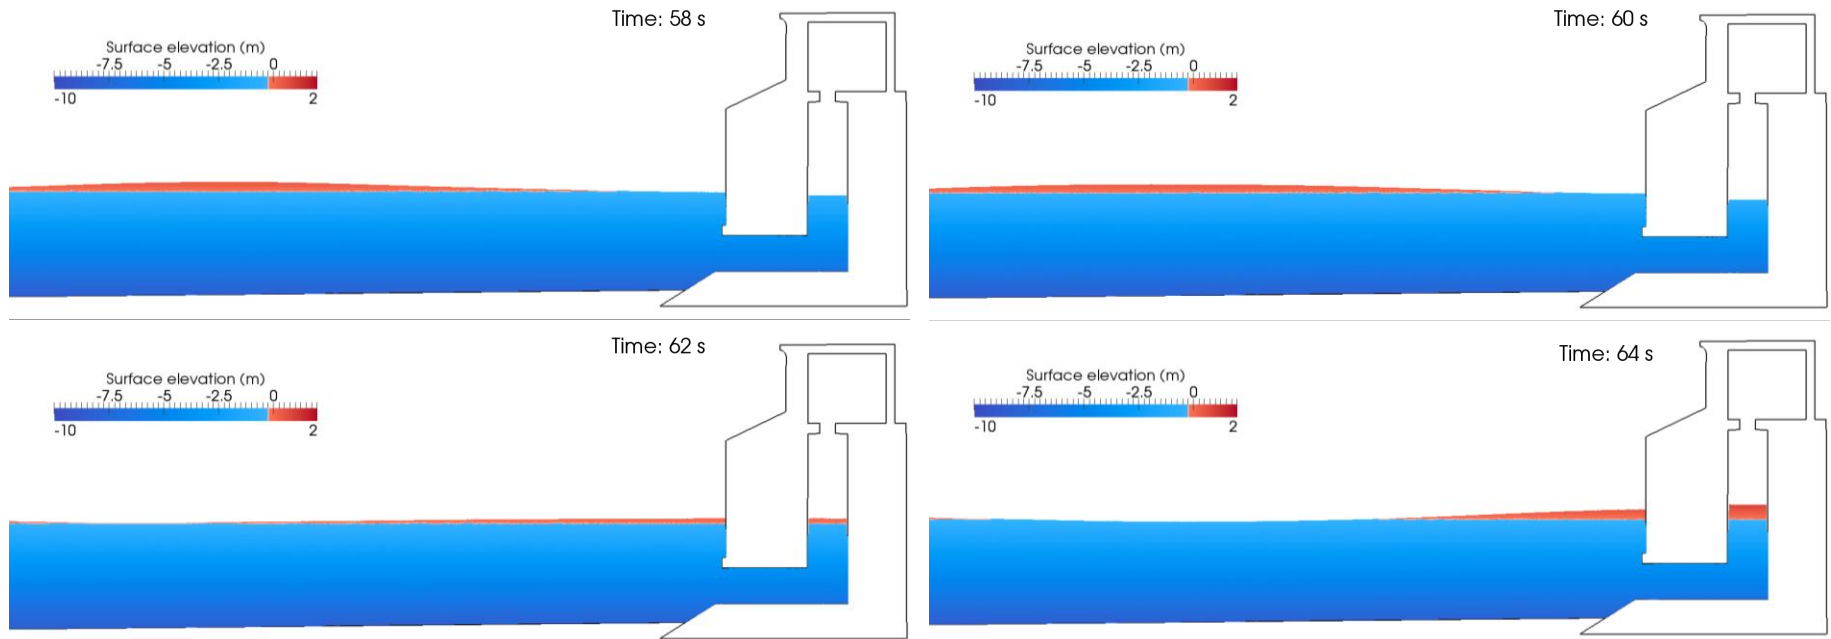 Time: 58 s
Surface elevation (m)
-7.5 -5 -2.5 0
-10 2
Time: 60 s
Surface elevation (m)
-7.5 -5 -2.5 0
-10 2
Time: 62 s
Surface elevation (m)
-7.5 -5 -2.5 0
-10 2
Time: 64 s
Surface elevation (m)
-7.5 -5 -2.5 0
-10 2